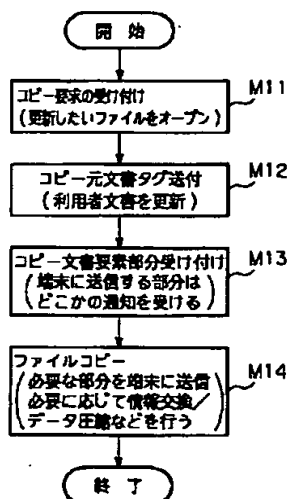 開始
コピー要求の受け付け
(更新したいファイルをオープン)
M11
コピー元文書タグ送付
(利用者文書を更新)
M12
コピー文書要素部分受け付け
(端末に送信する部分は
どこかの通知を受ける)
M13
ファイルコピー
(必要な部分を端末に送信
必要に応じて情報交換/
データ圧縮などを行う)
M14
終了